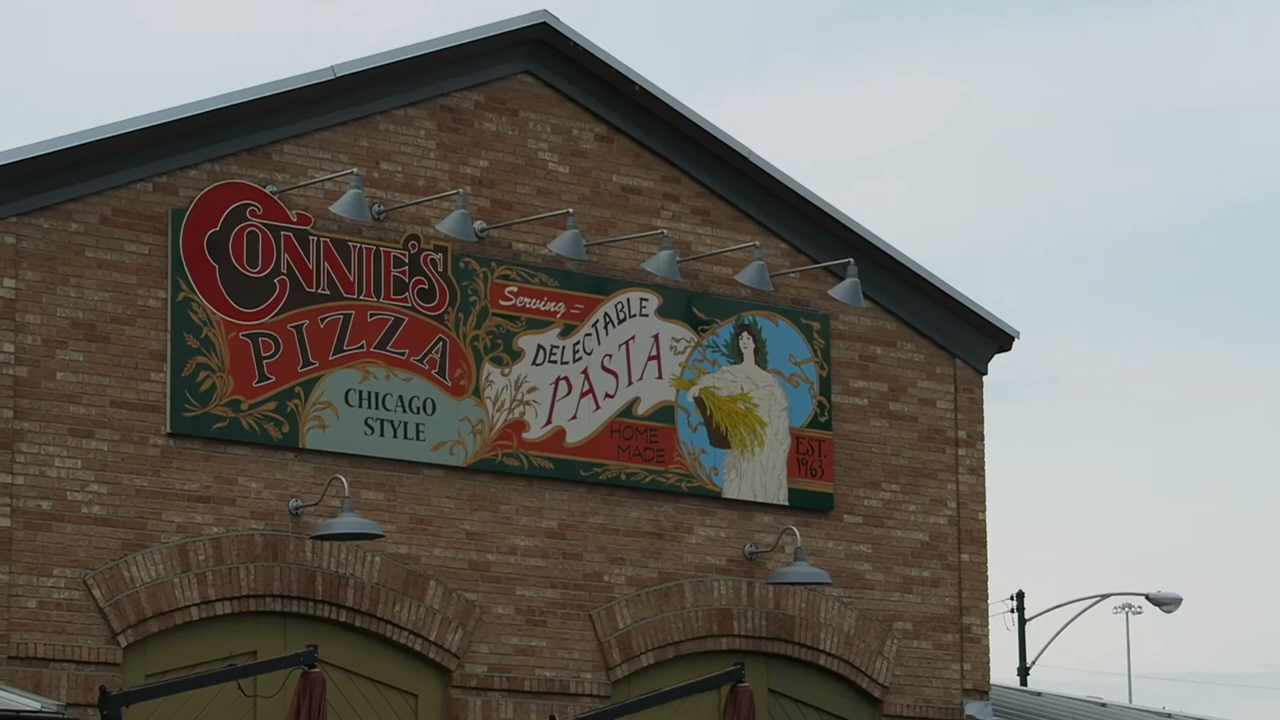 CONNIE'S
PIZZA
CHICAGO
STYLE
Serving =
DELECTABLE
PASTA
HOME
MADE
EST.
1963